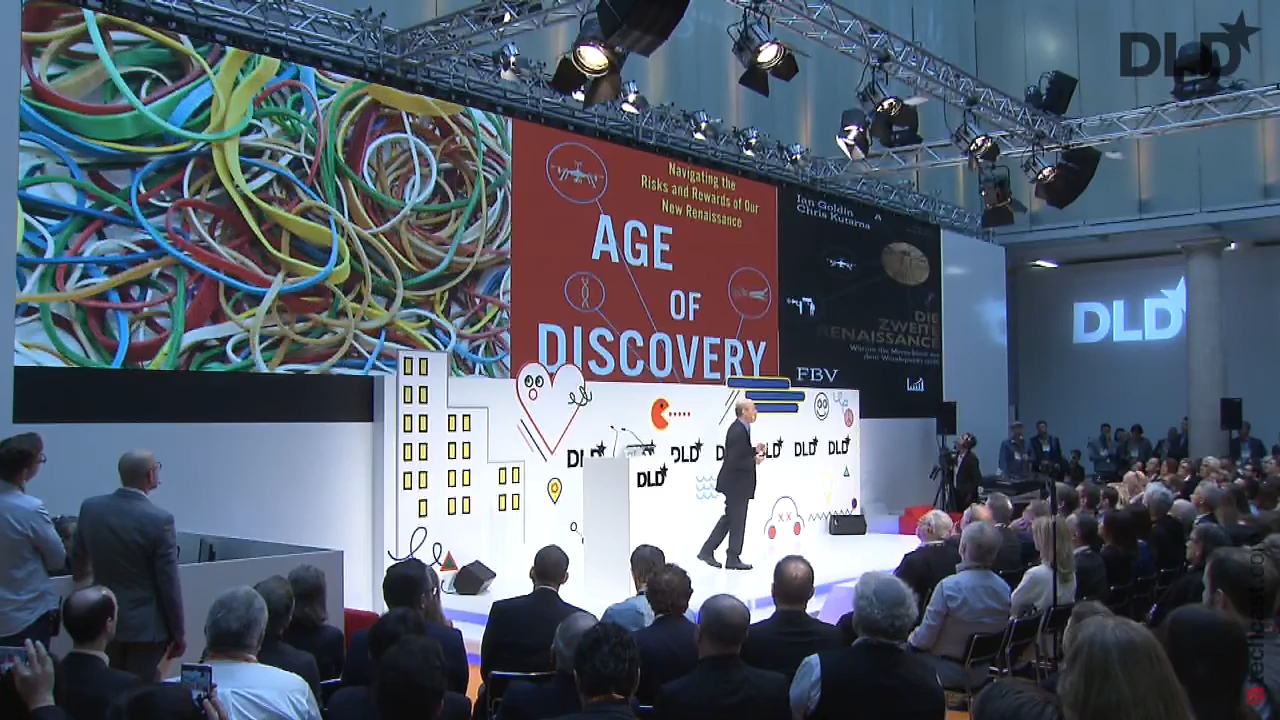 DLD
Navigating the
Risks and Rewards of Our
New Renaissance
AGE
OF
DISCOVERY
Ian Goldin
Chris Kutarna
DIE
ZWEITE
RENAISSANCE
FBV
DLD
DLD
DLD
DLD
DLD
DLD